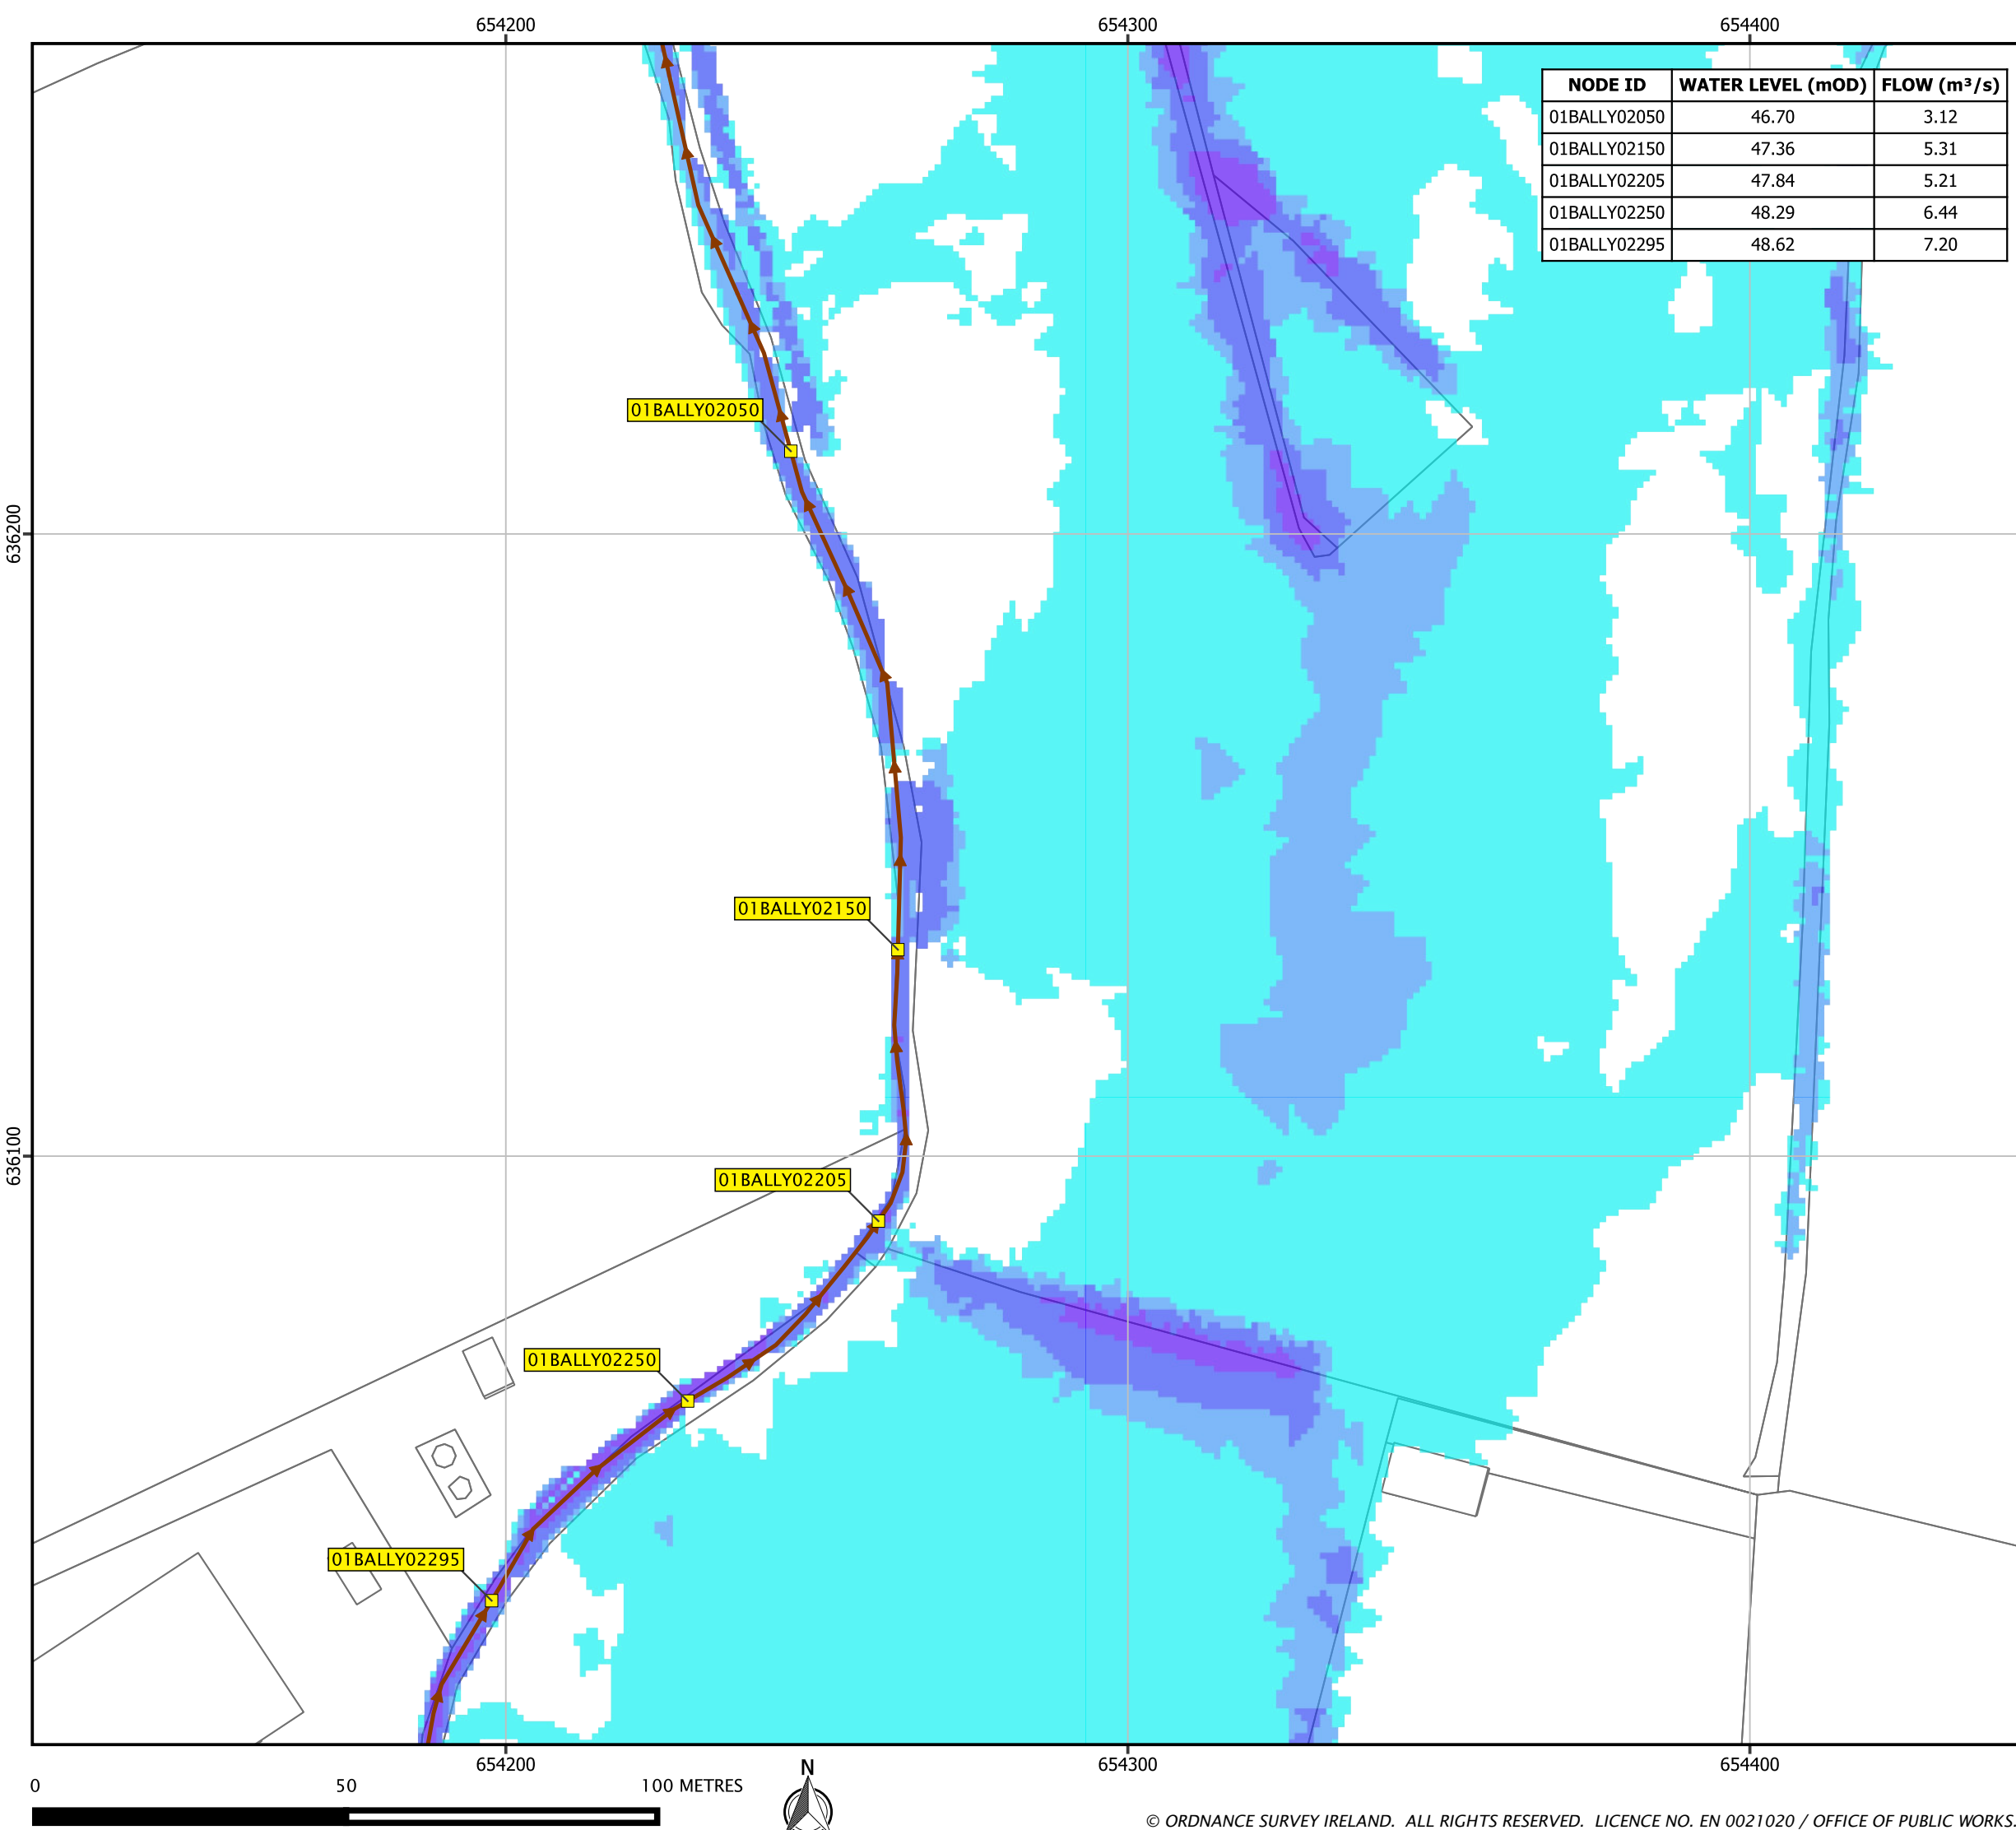 654200 654300 654400
NODE ID WATER LEVEL (mOD) FLOW (m³/s)
01BALLY02050 46.70 3.12
01BALLY02150 47.36 5.31
01BALLY02205 47.84 5.21
01BALLY02250 48.29 6.44
01BALLY02295 48.62 7.20
01BALLY02050
636200
01BALLY02150
636100
01BALLY02205
01BALLY02250
01BALLY02295
654200 654300 654400
0 50 100 METRES
N
© ORDNANCE SURVEY IRELAND. ALL RIGHTS RESERVED. LICENCE NO. EN 0021020 / OFFICE OF PUBLIC WORKS